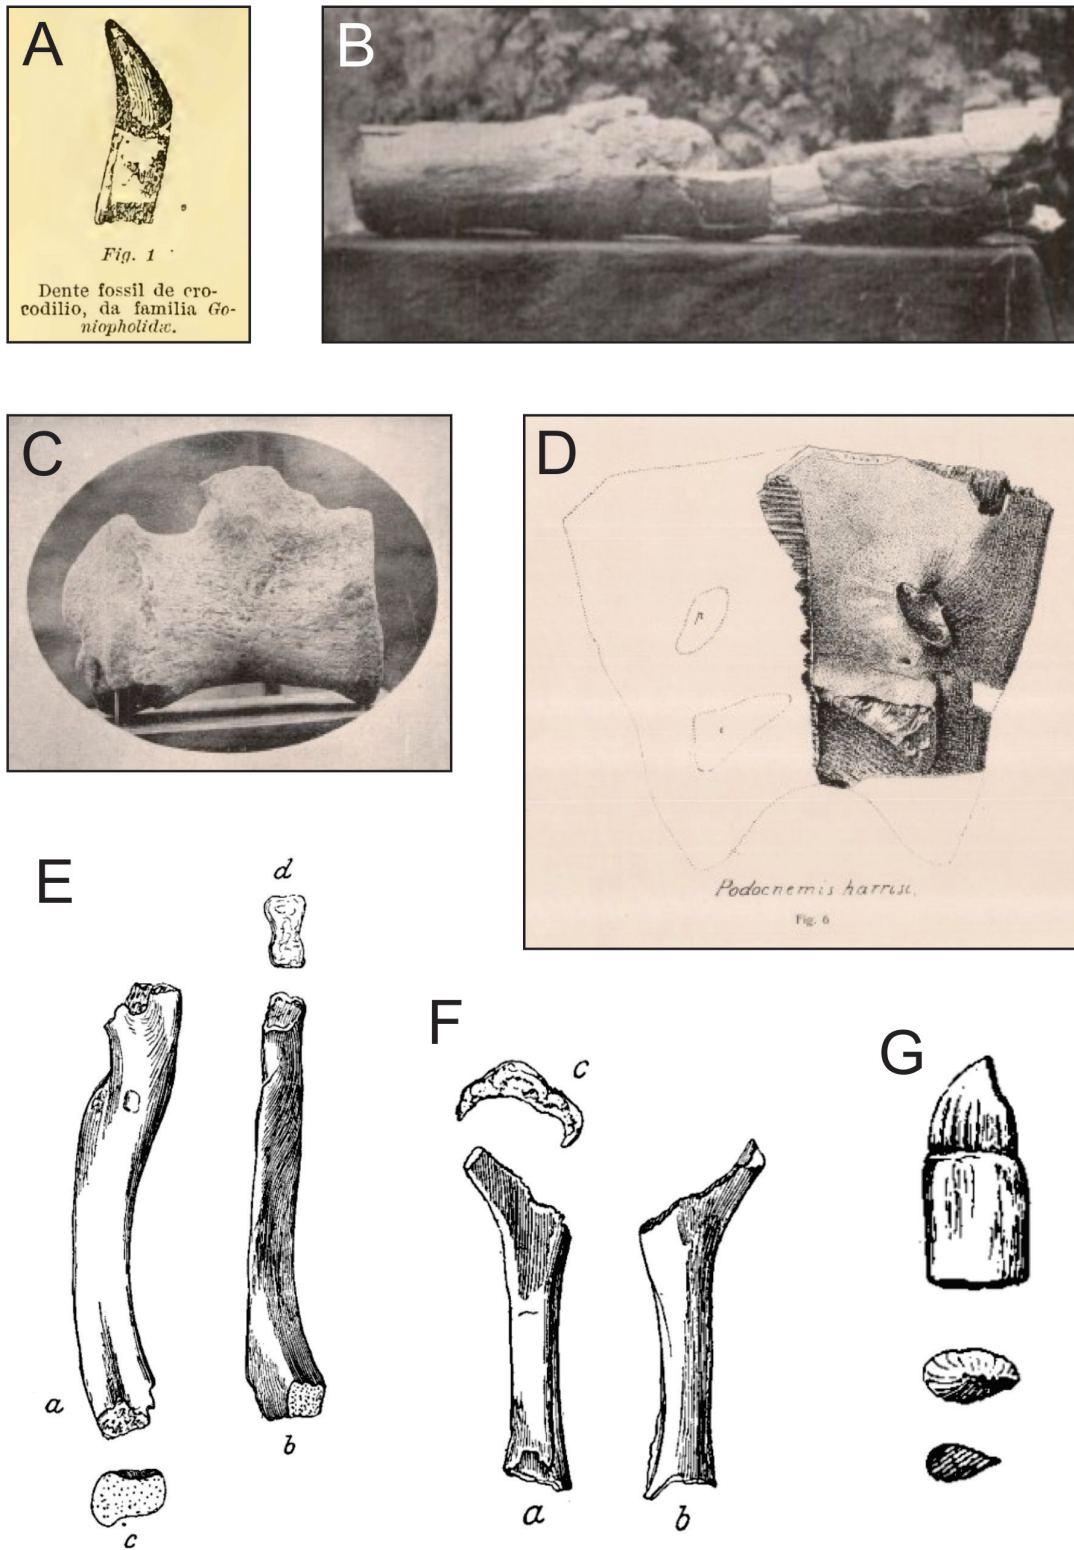 A
Fig. 1
Dente fossil de cro-
codilio, da familia Go-
niopholidæ.
B
C
D
p
Podocnemis harrisi.
Fig. 6
E
d
a
b
c
F
c
a
b
G